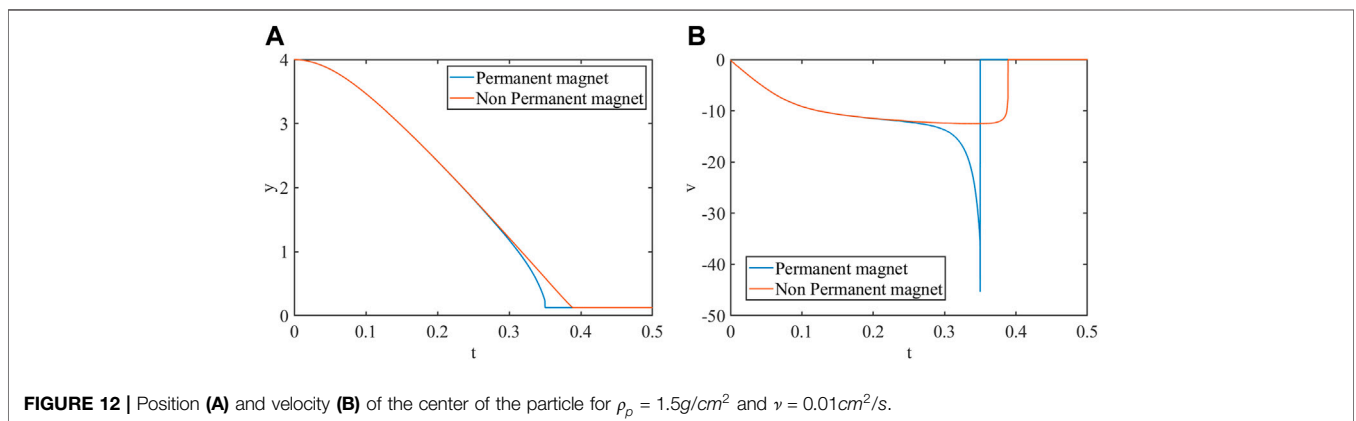 A
4
3
2
1
0
y
0
0.1
0.2
0.3
0.4
0.5
t
Permanent magnet
Non Permanent magnet
B
0
-10
-20
-30
-40
-50
v
0
0.1
0.2
0.3
0.4
0.5
t
Permanent magnet
Non Permanent magnet
FIGURE 12 | Position (A) and velocity (B) of the center of the particle for ρₚ = 1.5g/cm² and ν = 0.01cm²/s.